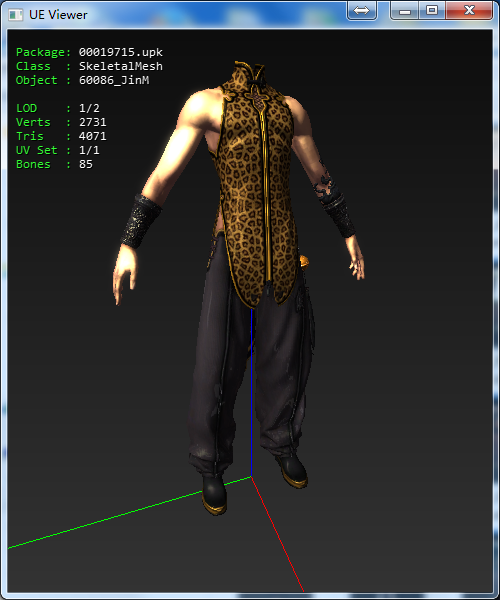 UE Viewer
Package: 00019715.upk
Class : SkeletalMesh
Object : 60086_JinM
LOD : 1/2
Verts : 2731
Tris : 4071
UV Set : 1/1
Bones : 85